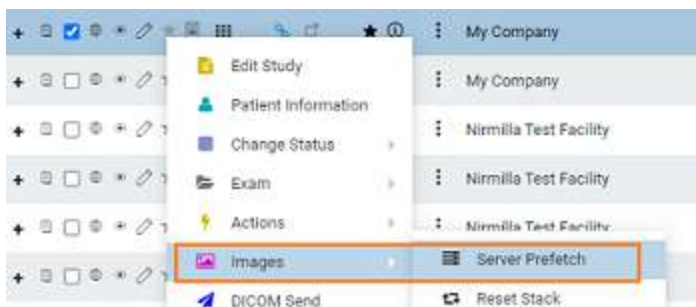 My Company
Edit Study
My Company
Patient Information
Nirmilla Test Facility
Change Status
Exam
Nirmilla Test Facility
Actions
Nirmilla Test Facility
Images
Server Prefetch
DICOM Send
Reset Stack